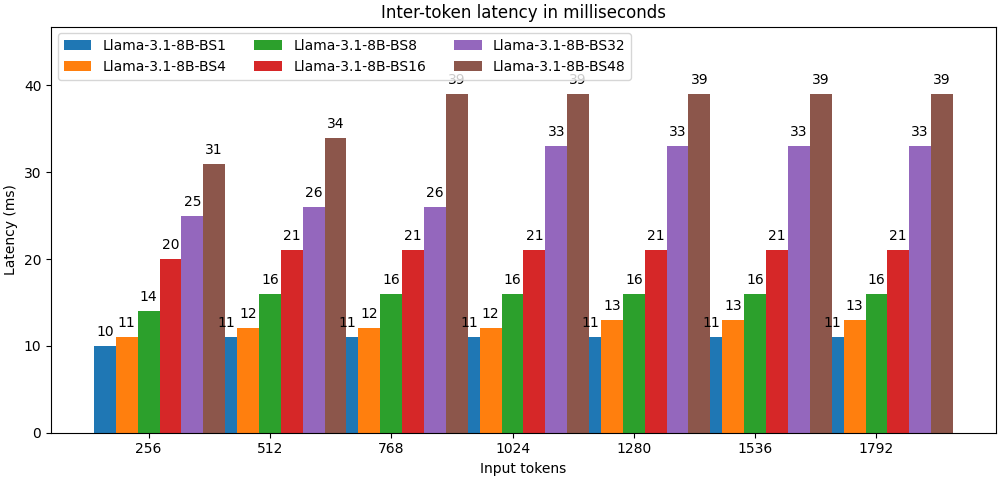 Inter-token latency in milliseconds
Llama-3.1-8B-BS1 Llama-3.1-8B-BS8 Llama-3.1-8B-BS32
Llama-3.1-8B-BS4 Llama-3.1-8B-BS16 Llama-3.1-8B-BS48
Latency (ms)
40
30
20
10
0
10 11 14 20 25 31
11 12 16 21 26 34
11 12 16 21 26 39
11 12 16 21 33 39
11 13 16 21 33 39
11 13 16 21 33 39
11 13 16 21 33 39
256 512 768 1024 1280 1536 1792
Input tokens